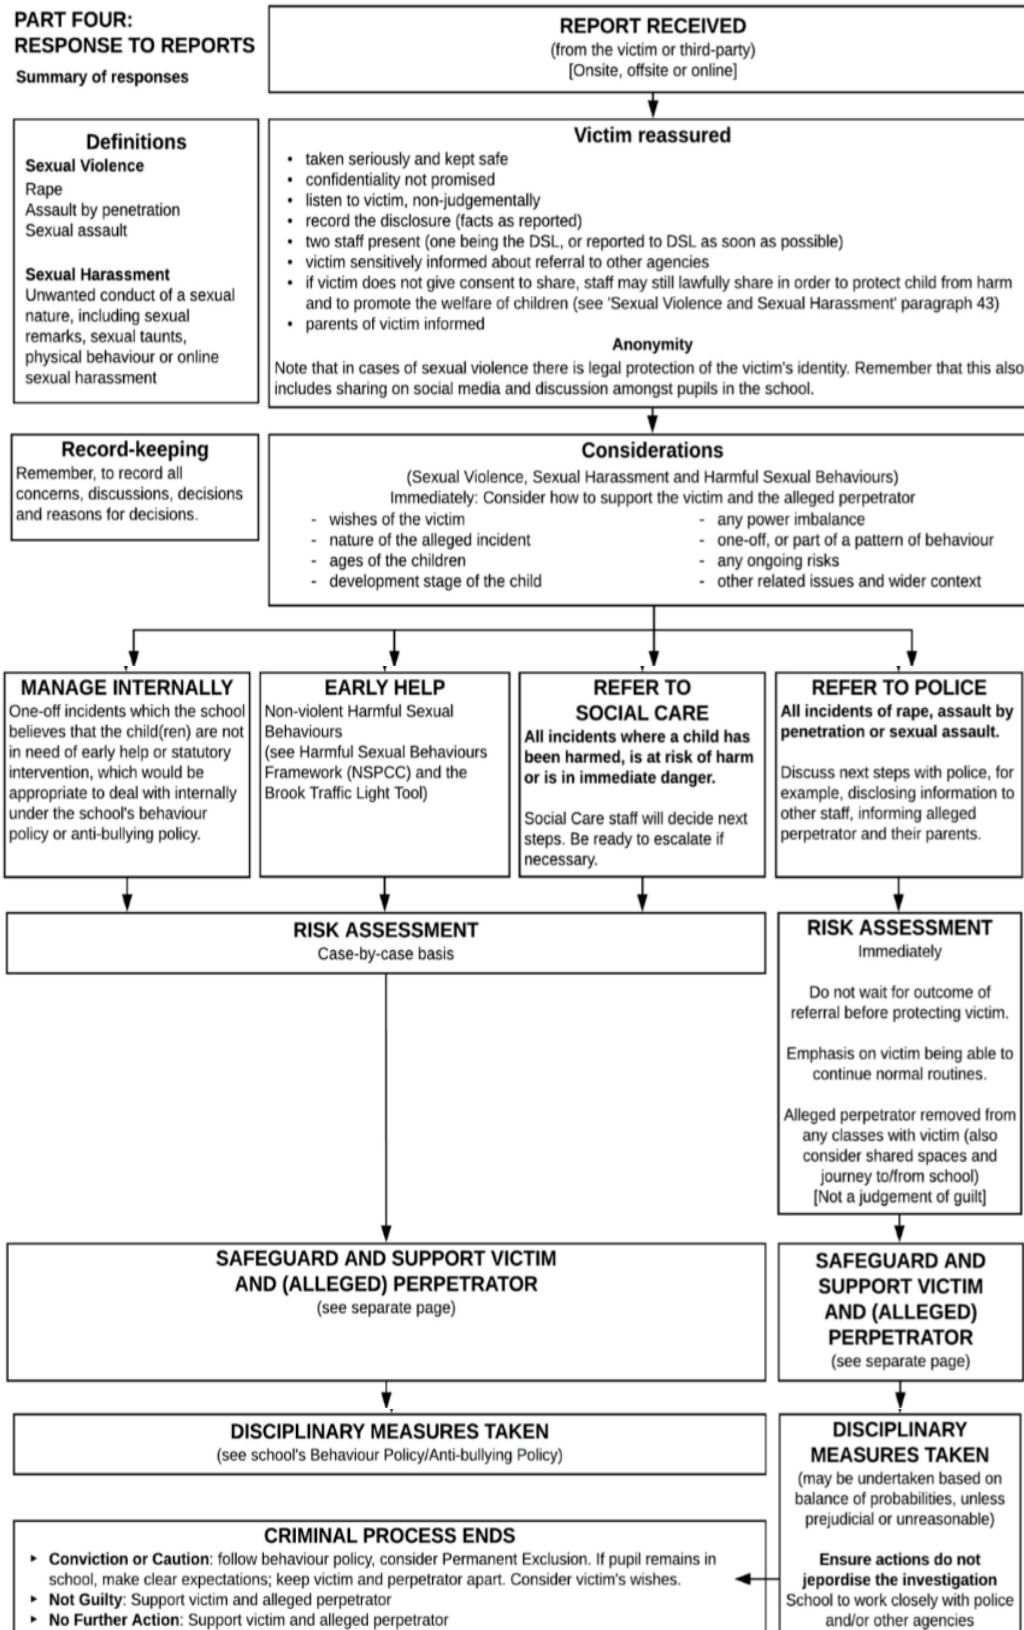 PART FOUR:
RESPONSE TO REPORTS
Summary of responses
REPORT RECEIVED
(from the victim or third-party)
[Onsite, offsite or online]
Definitions
Sexual Violence
Rape
Assault by penetration
Sexual assault
Sexual Harassment
Unwanted conduct of a sexual
nature, including sexual
remarks, sexual taunts,
physical behaviour or online
sexual harassment
Victim reassured
• taken seriously and kept safe
• confidentiality not promised
• listen to victim, non-judgementally
• record the disclosure (facts as reported)
• two staff present (one being the DSL, or reported to DSL as soon as possible)
• victim sensitively informed about referral to other agencies
• if victim does not give consent to share, staff may still lawfully share in order to protect child from harm
and to promote the welfare of children (see 'Sexual Violence and Sexual Harassment' paragraph 43)
• parents of victim informed
Anonymity
Note that in cases of sexual violence there is legal protection of the victim's identity. Remember that this also
includes sharing on social media and discussion amongst pupils in the school.
Record-keeping
Remember, to record all
concerns, discussions, decisions
and reasons for decisions.
Considerations
(Sexual Violence, Sexual Harassment and Harmful Sexual Behaviours)
Immediately: Consider how to support the victim and the alleged perpetrator
- wishes of the victim
- nature of the alleged incident
- ages of the children
- development stage of the child
- any power imbalance
- one-off, or part of a pattern of behaviour
- any ongoing risks
- other related issues and wider context
MANAGE INTERNALLY
One-off incidents which the school
believes that the child(ren) are not
in need of early help or statutory
intervention, which would be
appropriate to deal with internally
under the school's behaviour
policy or anti-bullying policy.
EARLY HELP
Non-violent Harmful Sexual
Behaviours
(see Harmful Sexual Behaviours
Framework (NSPCC) and the
Brook Traffic Light Tool)
REFER TO
SOCIAL CARE
All incidents where a child has
been harmed, is at risk of harm
or is in immediate danger.
Social Care staff will decide next
steps. Be ready to escalate if
necessary.
REFER TO POLICE
All incidents of rape, assault by
penetration or sexual assault.
Discuss next steps with police, for
example, disclosing information to
other staff, informing alleged
perpetrator and their parents.
RISK ASSESSMENT
Case-by-case basis
RISK ASSESSMENT
Immediately
Do not wait for outcome of
referral before protecting victim.
Emphasis on victim being able to
continue normal routines.
Alleged perpetrator removed from
any classes with victim (also
consider shared spaces and
journey to/from school)
[Not a judgement of guilt]
SAFEGUARD AND SUPPORT VICTIM
AND (ALLEGED) PERPETRATOR
(see separate page)
SAFEGUARD AND
SUPPORT VICTIM
AND (ALLEGED)
PERPETRATOR
(see separate page)
DISCIPLINARY MEASURES TAKEN
(see school's Behaviour Policy/Anti-bullying Policy)
DISCIPLINARY
MEASURES TAKEN
(may be undertaken based on
balance of probabilities, unless
prejudicial or unreasonable)
Ensure actions do not
jepordise the investigation
School to work closely with police
and/or other agencies
CRIMINAL PROCESS ENDS
‣ Conviction or Caution: follow behaviour policy, consider Permanent Exclusion. If pupil remains in
school, make clear expectations; keep victim and perpetrator apart. Consider victim's wishes.
‣ Not Guilty: Support victim and alleged perpetrator
‣ No Further Action: Support victim and alleged perpetrator